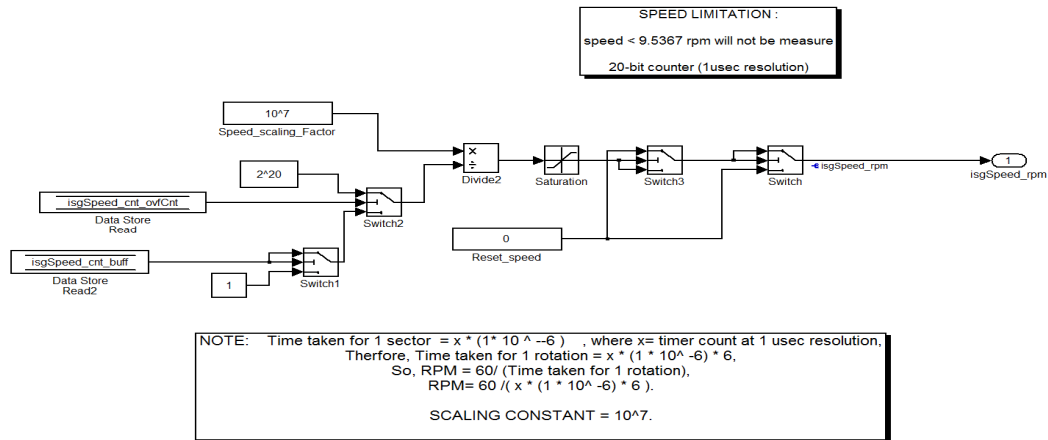 SPEED LIMITATION :
speed < 9.5367 rpm will not be measure
20-bit counter (1usec resolution)
10^7
Speed_scaling_Factor
×
÷
Divide2
Saturation
Switch3
Switch
isgSpeed_rpm
1
isgSpeed_rpm
2^20
Switch2
isgSpeed_cnt_ovfCnt
Data Store
Read
0
Reset_speed
isgSpeed_cnt_buff
Data Store
Read2
1
Switch1
NOTE: Time taken for 1 sector = x * (1* 10 ^ --6 ) , where x= timer count at 1 usec resolution,
Therfore, Time taken for 1 rotation = x * (1 * 10^ -6) * 6,
So, RPM = 60/ (Time taken for 1 rotation),
RPM= 60 /( x * (1 * 10^ -6) * 6 ).
SCALING CONSTANT = 10^7.